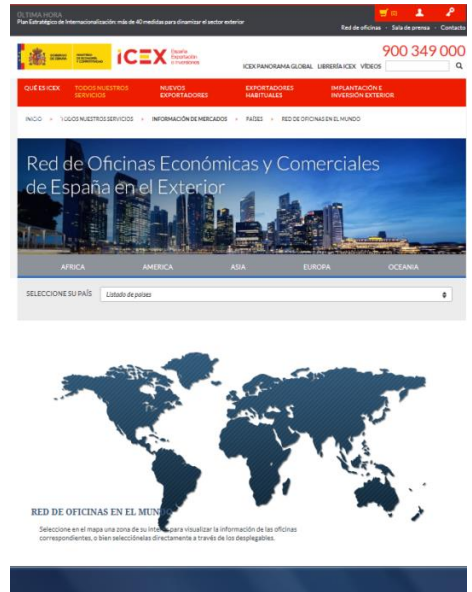 ÚLTIMA HORA
Plan Estratégico de Internacionalización: más de 40 medidas para dinamizar el sector exterior
Red de oficinas · Sala de prensa · Contacto
GOBIERNO DE ESPAÑA
ICEX España Exportación e Inversiones
900 349 000
ICEX PANORAMA GLOBAL LIBRERÍA ICEX VÍDEOS
QUÉ ES ICEX
TODOS NUESTROS SERVICIOS
NUEVOS EXPORTADORES
EXPORTADORES HABITUALES
IMPLANTACIÓN E INVERSIÓN EXTERIOR
INICIO
TODOS NUESTROS SERVICIOS
INFORMACIÓN DE MERCADOS
PAÍSES
RED DE OFICINAS EN EL MUNDO
Red de Oficinas Económicas y Comerciales
de España en el Exterior
AFRICA AMERICA ASIA EUROPA OCEANIA
SELECCIONE SU PAÍS Listado de países
RED DE OFICINAS EN EL MUNDO
Seleccione en el mapa una zona de su interés para visualizar la información de las oficinas
correspondientes, o bien selecciónelas directamente a través de los desplegables.